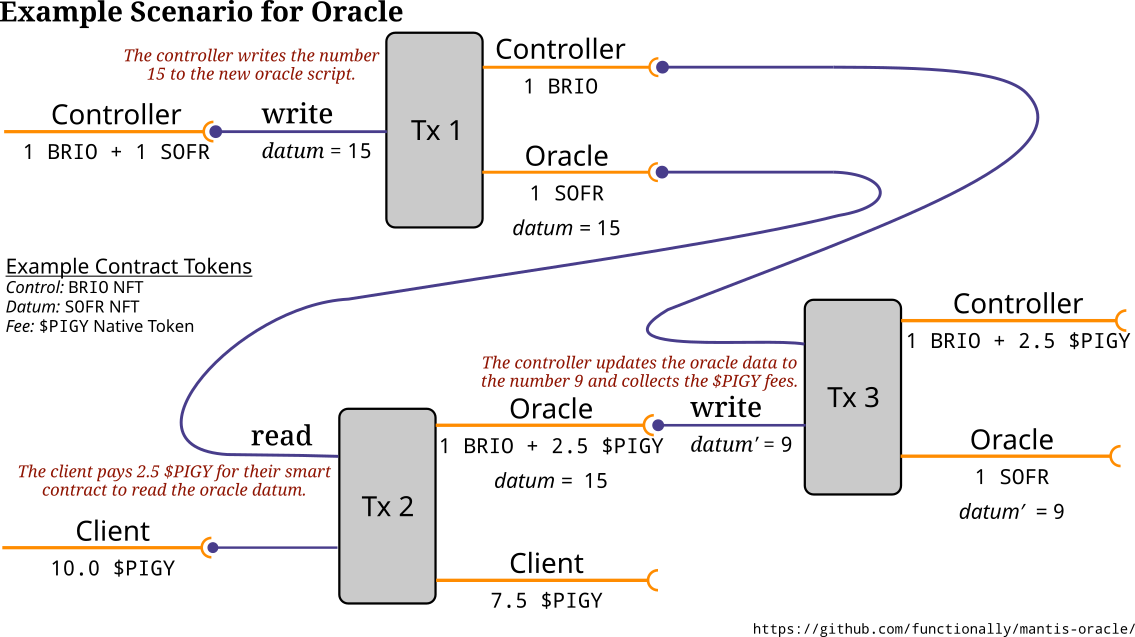 Example Scenario for Oracle
The controller writes the number
15 to the new oracle script.
Controller
1 BRIO + 1 SOFR
write
datum = 15
Tx 1
Controller
1 BRIO
Oracle
1 SOFR
datum = 15
Example Contract Tokens
Control: BRIO NFT
Datum: SOFR NFT
Fee: $PIGY Native Token
read
The client pays 2.5 $PIGY for their smart
contract to read the oracle datum.
Client
10.0 $PIGY
Tx 2
Oracle
1 BRIO + 2.5 $PIGY
datum = 15
Client
7.5 $PIGY
The controller updates the oracle data to
the number 9 and collects the $PIGY fees.
write
datum′ = 9
Tx 3
Controller
1 BRIO + 2.5 $PIGY
Oracle
1 SOFR
datum′ = 9
https://github.com/functionally/mantis-oracle/